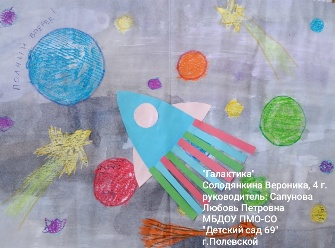 "Галактика"
Солодянкина Вероника, 4 г.
руководитель: Сапунова
Любовь Петровна
МБДОУ ПМО-СО
"Детский сад 69"
г.Полевской